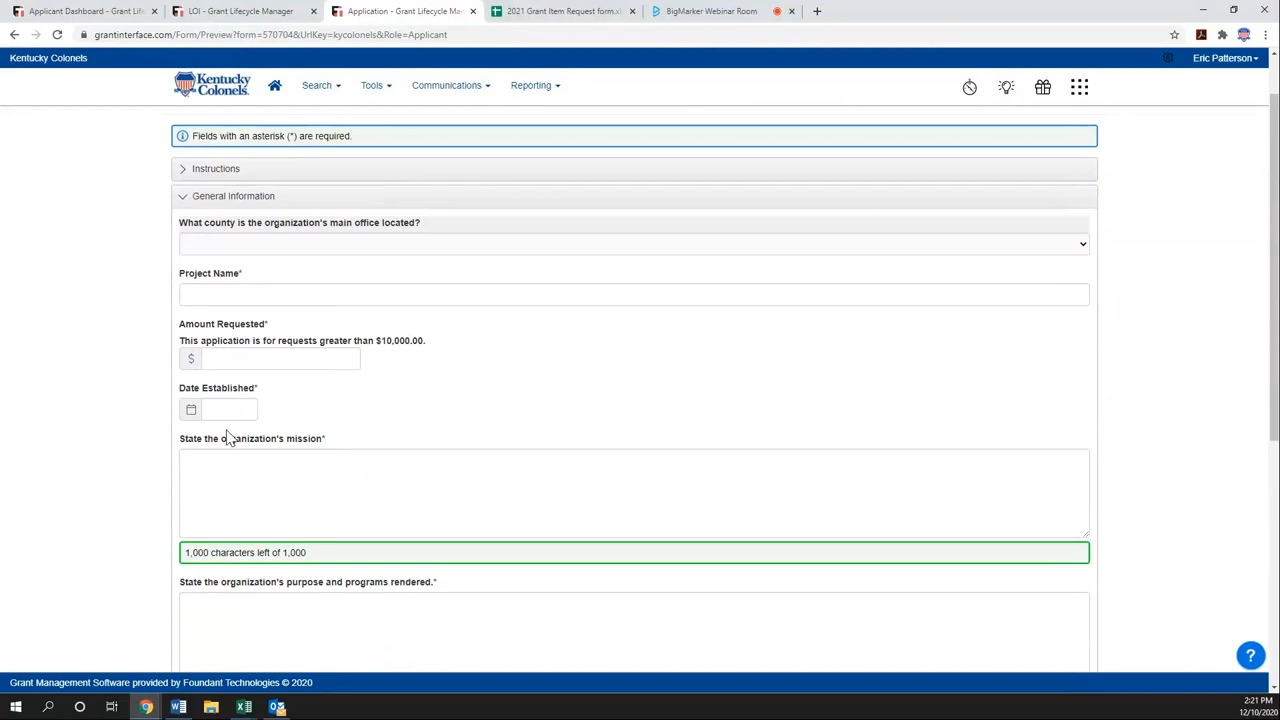 Applicant Dashboard - Grant Life
LOI - Grant Lifecycle Manager
Application - Grant Lifecycle Ma
2021 Grant Item Request form.x
BigMarker Webinar Room
grantinterface.com/Form/Preview?form=570704&UrlKey=kycolonels&Role=Applicant
Kentucky Colonels
Eric Patterson
Kentucky Colonels.
Search
Tools
Communications
Reporting
Fields with an asterisk (*) are required.
Instructions
General Information
What county is the organization's main office located?
Project Name*
Amount Requested*
This application is for requests greater than $10,000.00.
$
Date Established*
State the organization's mission*
1,000 characters left of 1,000
State the organization's purpose and programs rendered.*
?
Grant Management Software provided by Foundant Technologies © 2020
2:21 PM
12/10/2020